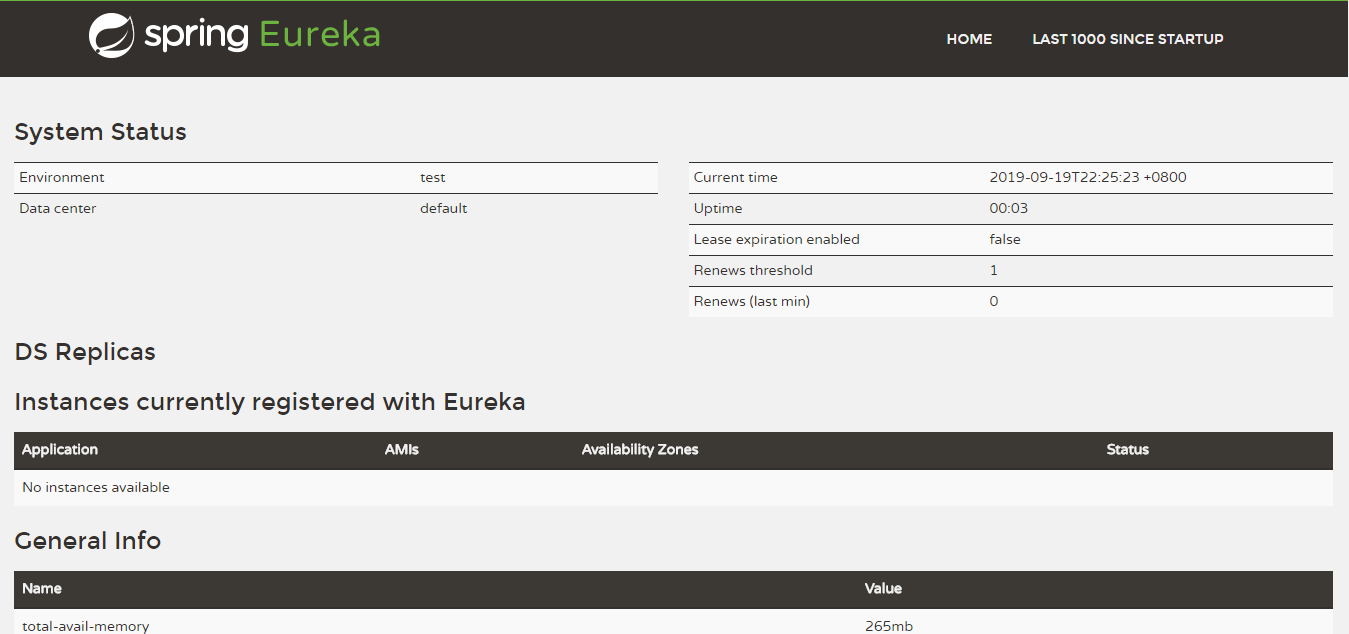 spring Eureka
HOME LAST 1000 SINCE STARTUP
System Status
Environment test
Data center default
Current time 2019-09-19T22:25:23 +0800
Uptime 00:03
Lease expiration enabled false
Renews threshold 1
Renews (last min) 0
DS Replicas
Instances currently registered with Eureka
Application AMIs Availability Zones Status
No instances available
General Info
Name Value
total-avail-memory 265mb